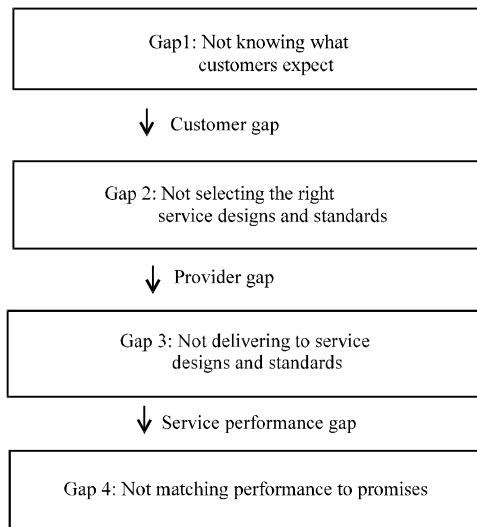 Gap1: Not knowing what
customers expect
Customer gap
Gap 2: Not selecting the right
service designs and standards
Provider gap
Gap 3: Not delivering to service
designs and standards
Service performance gap
Gap 4: Not matching performance to promises